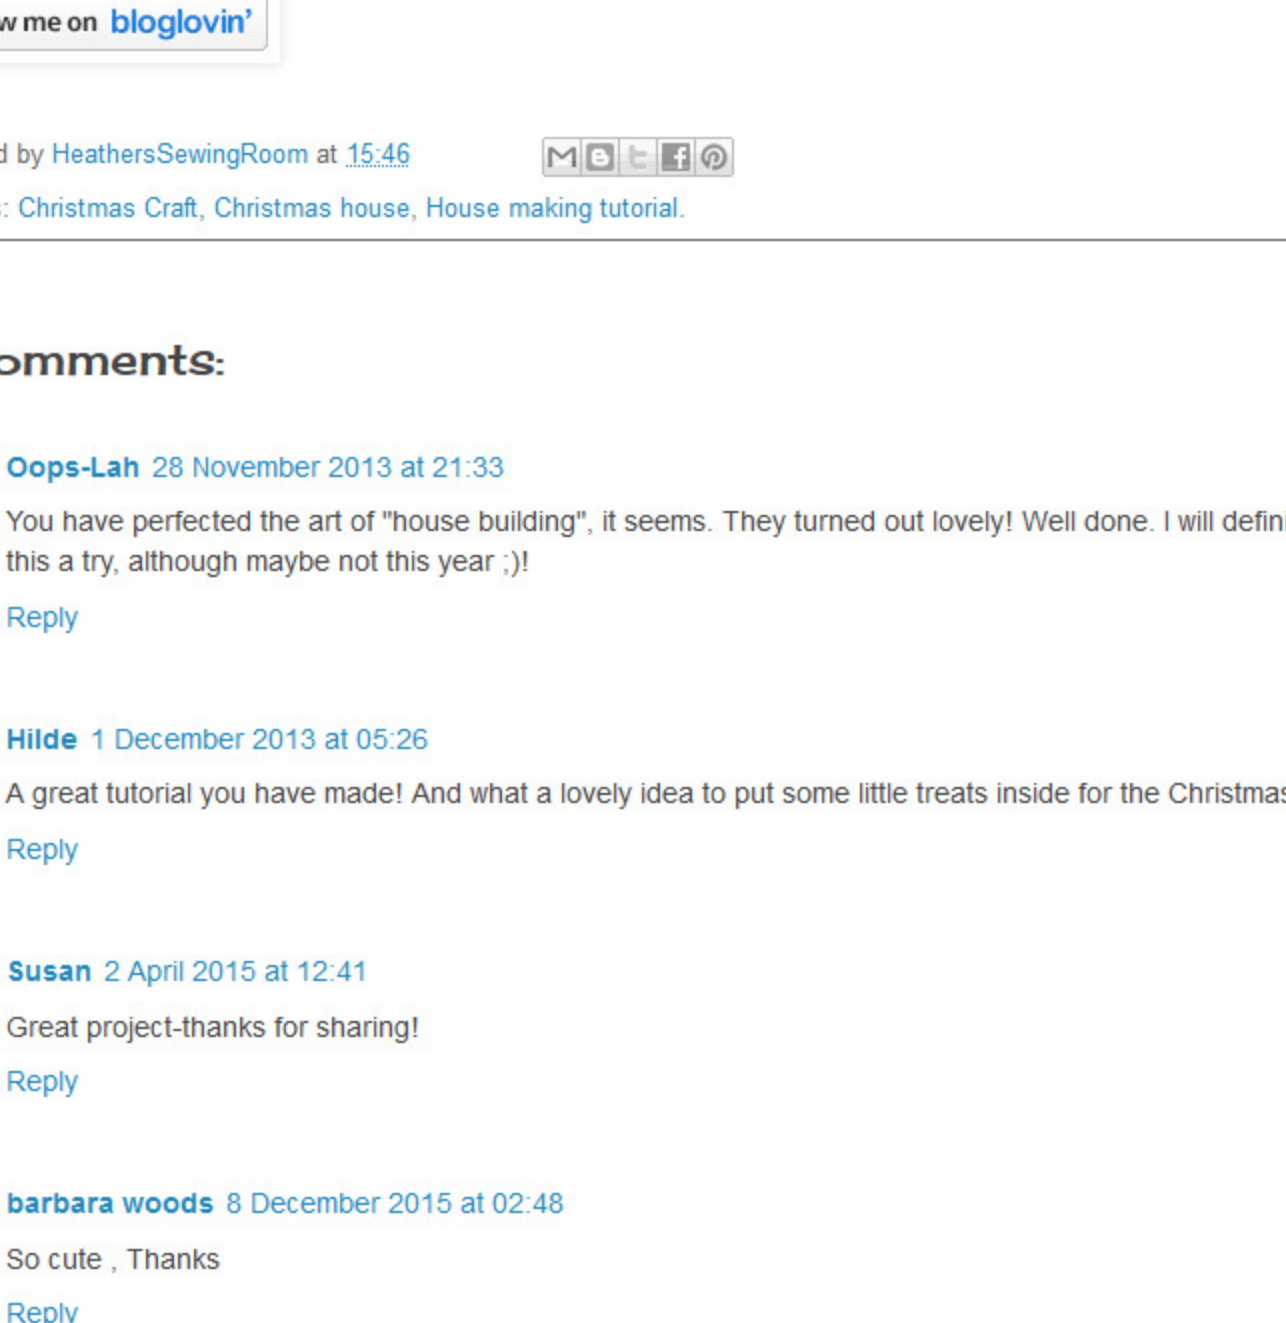 w me on bloglovin'
d by HeathersSewingRoom at 15:46
s: Christmas Craft, Christmas house, House making tutorial.
omments:
Oops-Lah 28 November 2013 at 21:33
You have perfected the art of "house building", it seems. They turned out lovely! Well done. I will defini
this a try, although maybe not this year ;)!
Reply
Hilde 1 December 2013 at 05:26
A great tutorial you have made! And what a lovely idea to put some little treats inside for the Christmas
Reply
Susan 2 April 2015 at 12:41
Great project-thanks for sharing!
Reply
barbara woods 8 December 2015 at 02:48
So cute , Thanks
Reply